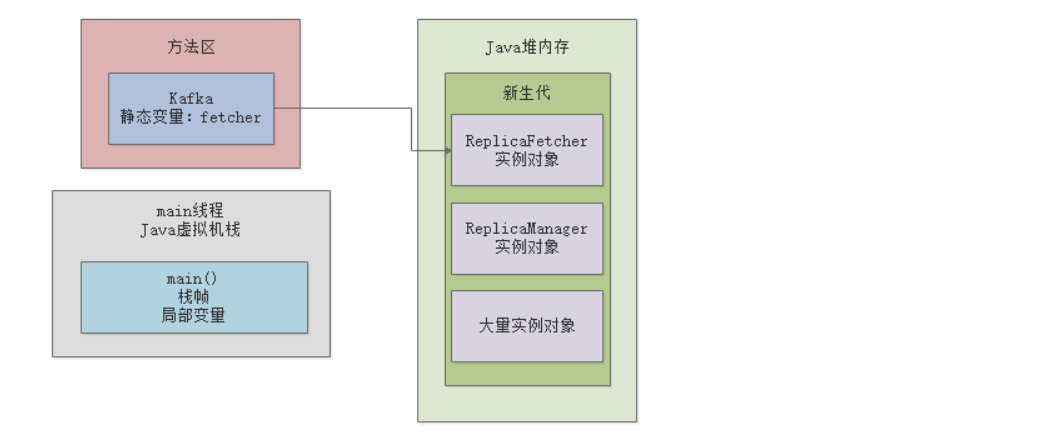 方法区
Kafka
静态变量：fetcher
main线程
Java虚拟机栈
main()
栈帧
局部变量
Java堆内存
新生代
ReplicaFetcher
实例对象
ReplicaManager
实例对象
大量实例对象